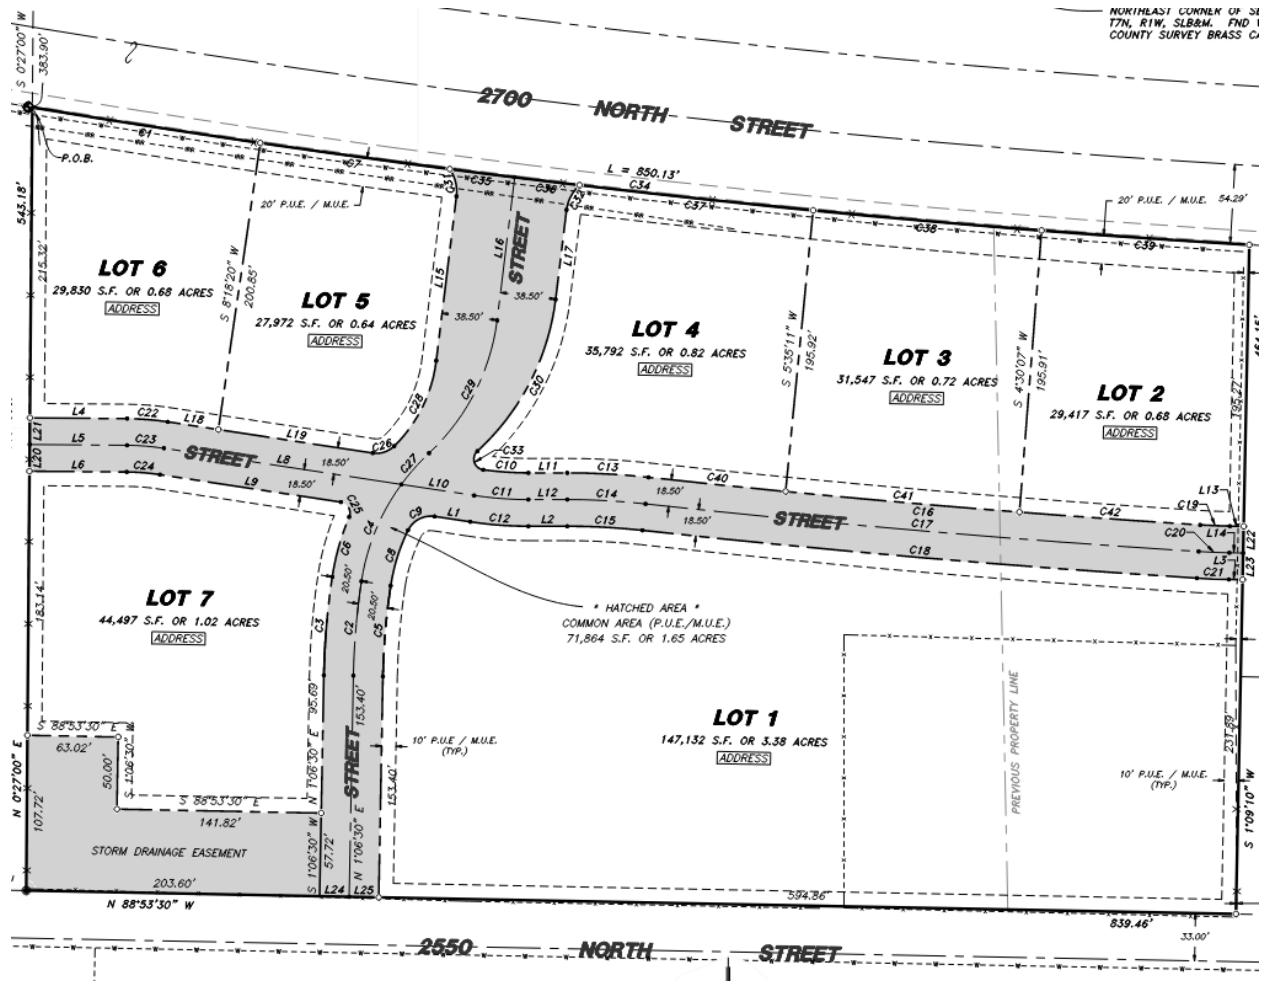 NORTHEAST CORNER OF
T7N, R1W, SLB&M. FND
COUNTY SURVEY BRASS
S 0°27'00" W
383.90'
2700 NORTH STREET
P.O.B.
C1
C7
C31
C35
C36
C32
L = 850.13'
C34
C37
C38
C39
20' P.U.E. / M.U.E.
20' P.U.E. / M.U.E.
54.29'
543.18'
215.32'
LOT 6
29,830 S.F. OR 0.68 ACRES
ADDRESS
S 8°18'20" W
200.85'
LOT 5
27,972 S.F. OR 0.64 ACRES
ADDRESS
L15
L16
STREET
L17
38.50'
38.50'
LOT 4
35,792 S.F. OR 0.82 ACRES
ADDRESS
S 5°35'11" W
195.92'
LOT 3
31,547 S.F. OR 0.72 ACRES
ADDRESS
S 4°30'07" W
195.91'
LOT 2
29,417 S.F. OR 0.68 ACRES
ADDRESS
195.27'
C28
C29
C30
L4
C22
L18
L19
C26
L21
L5
C23
STREET
L8
18.50'
C27
C33
L20
L6
C24
L9
18.50'
L10
C10
L11
C13
C40
C11
L12
C14
18.50'
18.50'
C41
C16
C17
C18
STREET
C42
C19
L13
C20
L14
L22
L3
L23
C21
C25
C4
C9
L1
C12
L2
C15
C6
C8
20.50'
20.50'
C3
C2
C5
* HATCHED AREA *
COMMON AREA (P.U.E./M.U.E.)
71,864 S.F. OR 1.65 ACRES
183.14'
LOT 7
44,497 S.F. OR 1.02 ACRES
ADDRESS
LOT 1
147,132 S.F. OR 3.38 ACRES
ADDRESS
PREVIOUS PROPERTY LINE
S 88°53'30" E
63.02'
50.00'
S 1°06'30" W
S 88°53'30" E
141.82'
N 1°06'30" E
95.69'
STREET
153.40'
N 1°06'30" E
153.40'
10' P.U.E / M.U.E.
(TYP.)
10' P.U.E. / M.U.E.
(TYP.)
231.89'
S 1°09'10" W
N 0°27'00" E
107.72'
STORM DRAINAGE EASEMENT
203.60'
S 1°06'30" W
57.72'
L24
L25
N 88°53'30" W
594.86'
839.46'
33.00'
2550 NORTH STREET